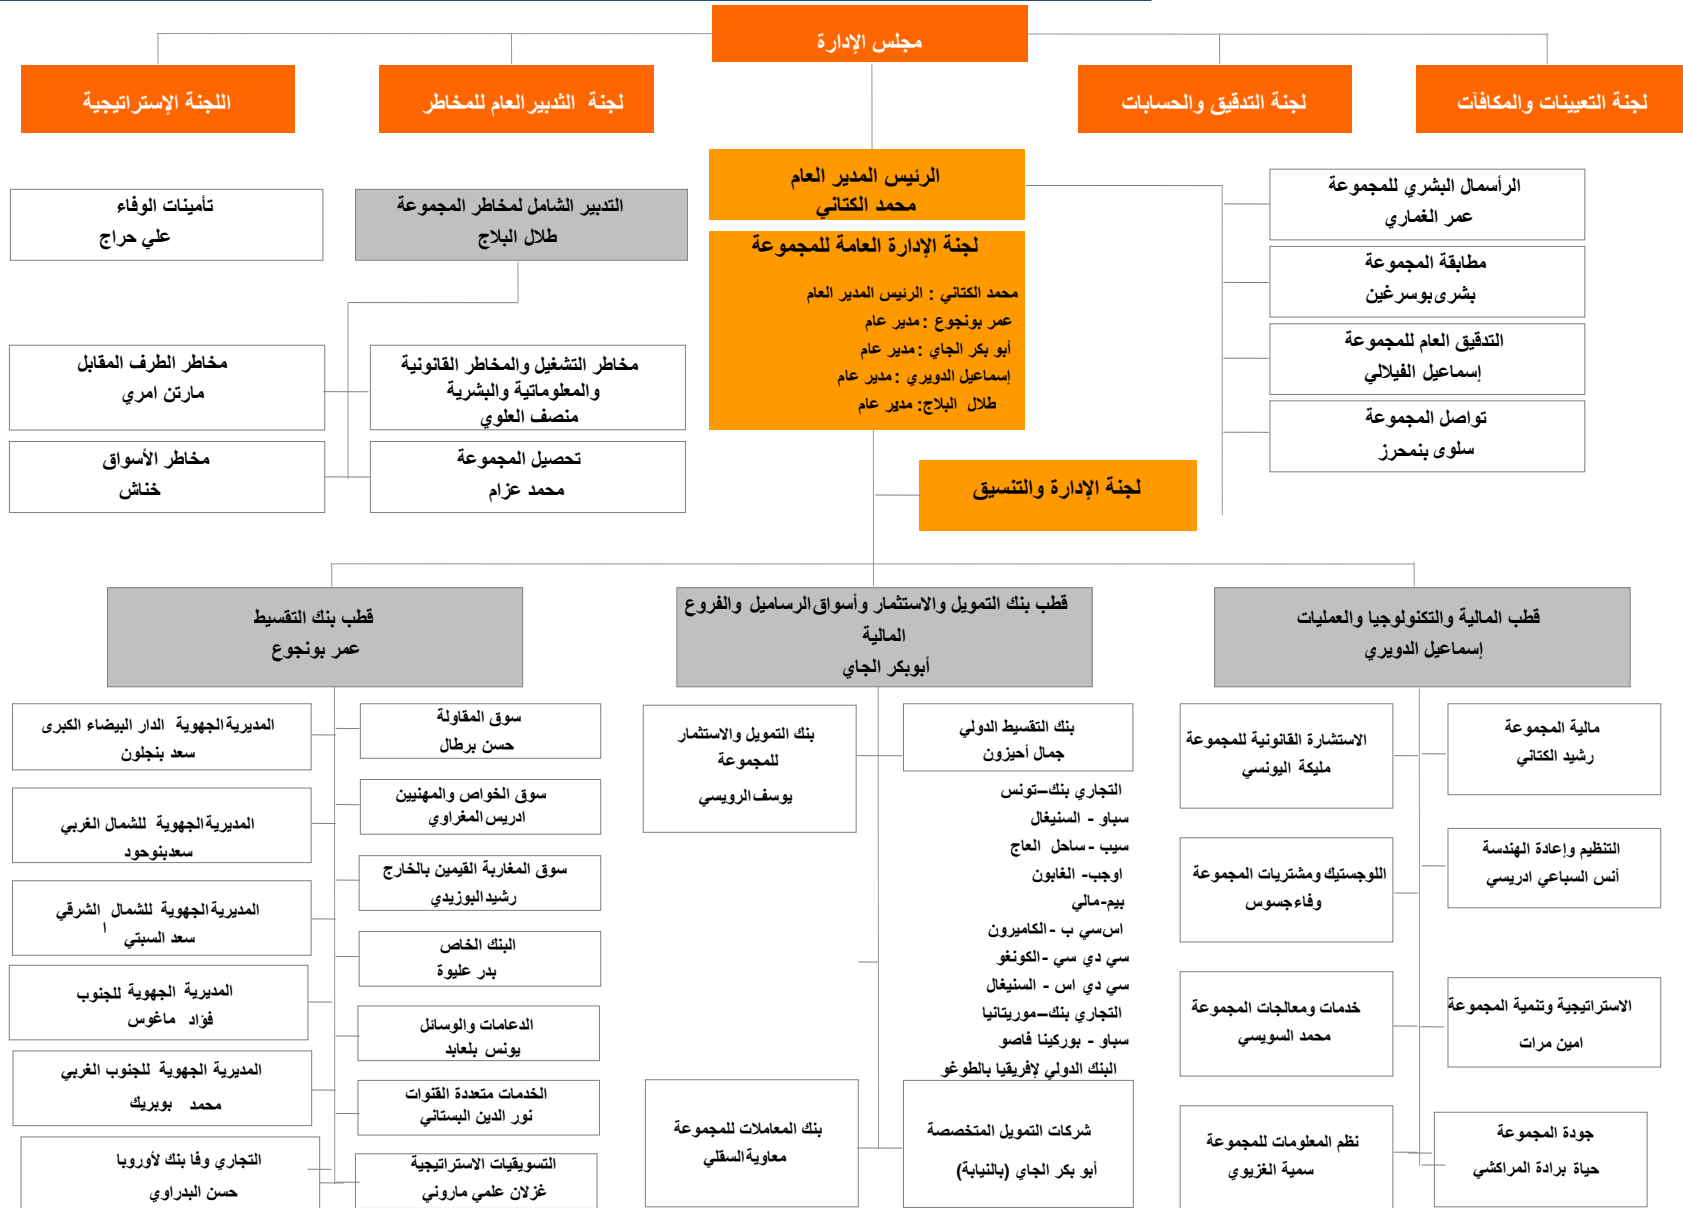 مجلس الإدارة
لجنة التعيينات والمكافآت
لجنة التدقيق والحسابات
لجنة الثدبير العام للمخاطر
اللجنة الإستراتيجية
الرئيس المدير العام
محمد الكتاني
لجنة الإدارة العامة للمجموعة
محمد الكتاني : الرئيس المدير العام
عمر بونجوع : مدير عام
أبو بكر الجاي : مدير عام
إسماعيل الدويري : مدير عام
طلال البلاج: مدير عام
الرأسمال البشري للمجموعة
عمر الغماري
مطابقة المجموعة
بشرى بوسرغين
التدقيق العام للمجموعة
إسماعيل الفيلالي
تواصل المجموعة
سلوى بنمحرز
التدبير الشامل لمخاطر المجموعة
طلال البلاج
تأمينات الوفاء
علي حراج
مخاطر التشغيل والمخاطر القانونية
والمعلوماتية والبشرية
منصف العلوي
مخاطر الطرف المقابل
مارتن امري
تحصيل المجموعة
محمد عزام
مخاطر الأسواق
خناش
لجنة الإدارة والتنسيق
قطب المالية والتكنولوجيا والعمليات
إسماعيل الدويري
قطب بنك التمويل والاستثمار وأسواق الرساميل والفروع
المالية
أبوبكر الجاي
قطب بنك التقسيط
عمر بونجوع
مالية المجموعة
رشيد الكتاني
الاستشارة القانونية للمجموعة
مليكة اليونسي
التنظيم وإعادة الهندسة
أنس السباعي ادريسي
اللوجستيك ومشتريات المجموعة
وفاء جسوس
الاستراتيجية وتنمية المجموعة
امين مرات
خدمات ومعالجات المجموعة
محمد السويسي
جودة المجموعة
حياة برادة المراكشي
نظم المعلومات للمجموعة
سمية الغزيوي
بنك التقسيط الدولي
جمال أحيزون
التجاري بنك–تونس
سباو - السنيغال
سيب - ساحل العاج
اوجب- الغابون
بيم-مالي
اس سي ب - الكاميرون
سي دي سي - الكونغو
سي دي اس - السنيغال
التجاري بنك–موريتانيا
سباو - بوركينا فاصو
البنك الدولي لإفريقيا بالطوغو
بنك التمويل والاستثمار
للمجموعة
يوسف الرويسي
شركات التمويل المتخصصة
أبو بكر الجاي (بالنيابة)
بنك المعاملات للمجموعة
معاوية السقلي
سوق المقاولة
حسن برطال
المديرية الجهوية الدار البيضاء الكبرى
سعد بنجلون
سوق الخواص والمهنيين
ادريس المغراوي
المديرية الجهوية للشمال الغربي
سعدبنوحود
سوق المغاربة القيمين بالخارج
رشيد البوزيدي
المديرية الجهوية للشمال الشرقي
سعد السبتي ا
البنك الخاص
بدر عليوة
المديرية الجهوية للجنوب
فؤاد ماغوس
الدعامات والوسائل
يونس بلعابد
المديرية الجهوية للجنوب الغربي
محمد بوبريك
الخدمات متعددة القنوات
نور الدين البستاني
التجاري وفا بنك لأوروبا
حسن البدراوي
التسويقيات الاستراتيجية
غزلان علمي ماروني